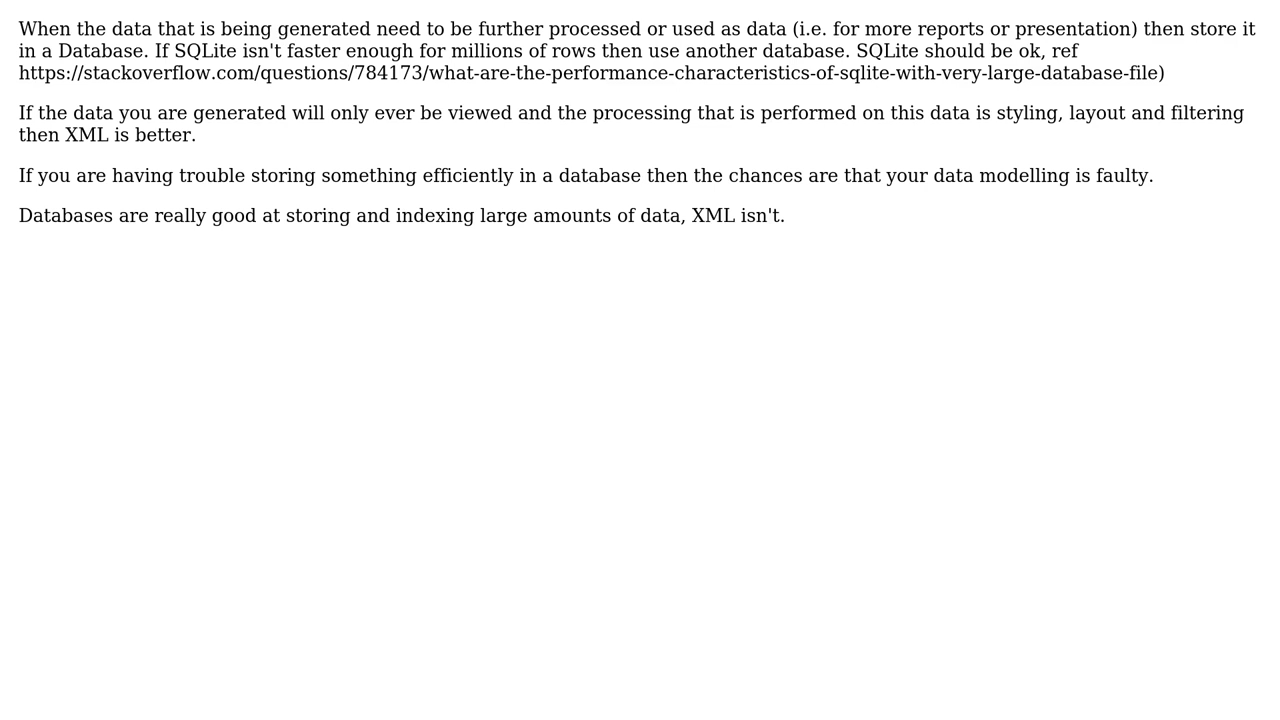 When the data that is being generated need to be further processed or used as data (i.e. for more reports or presentation) then store it
in a Database. If SQLite isn't faster enough for millions of rows then use another database. SQLite should be ok, ref
https://stackoverflow.com/questions/784173/what-are-the-performance-characteristics-of-sqlite-with-very-large-database-file)
If the data you are generated will only ever be viewed and the processing that is performed on this data is styling, layout and filtering
then XML is better.
If you are having trouble storing something efficiently in a database then the chances are that your data modelling is faulty.
Databases are really good at storing and indexing large amounts of data, XML isn't.